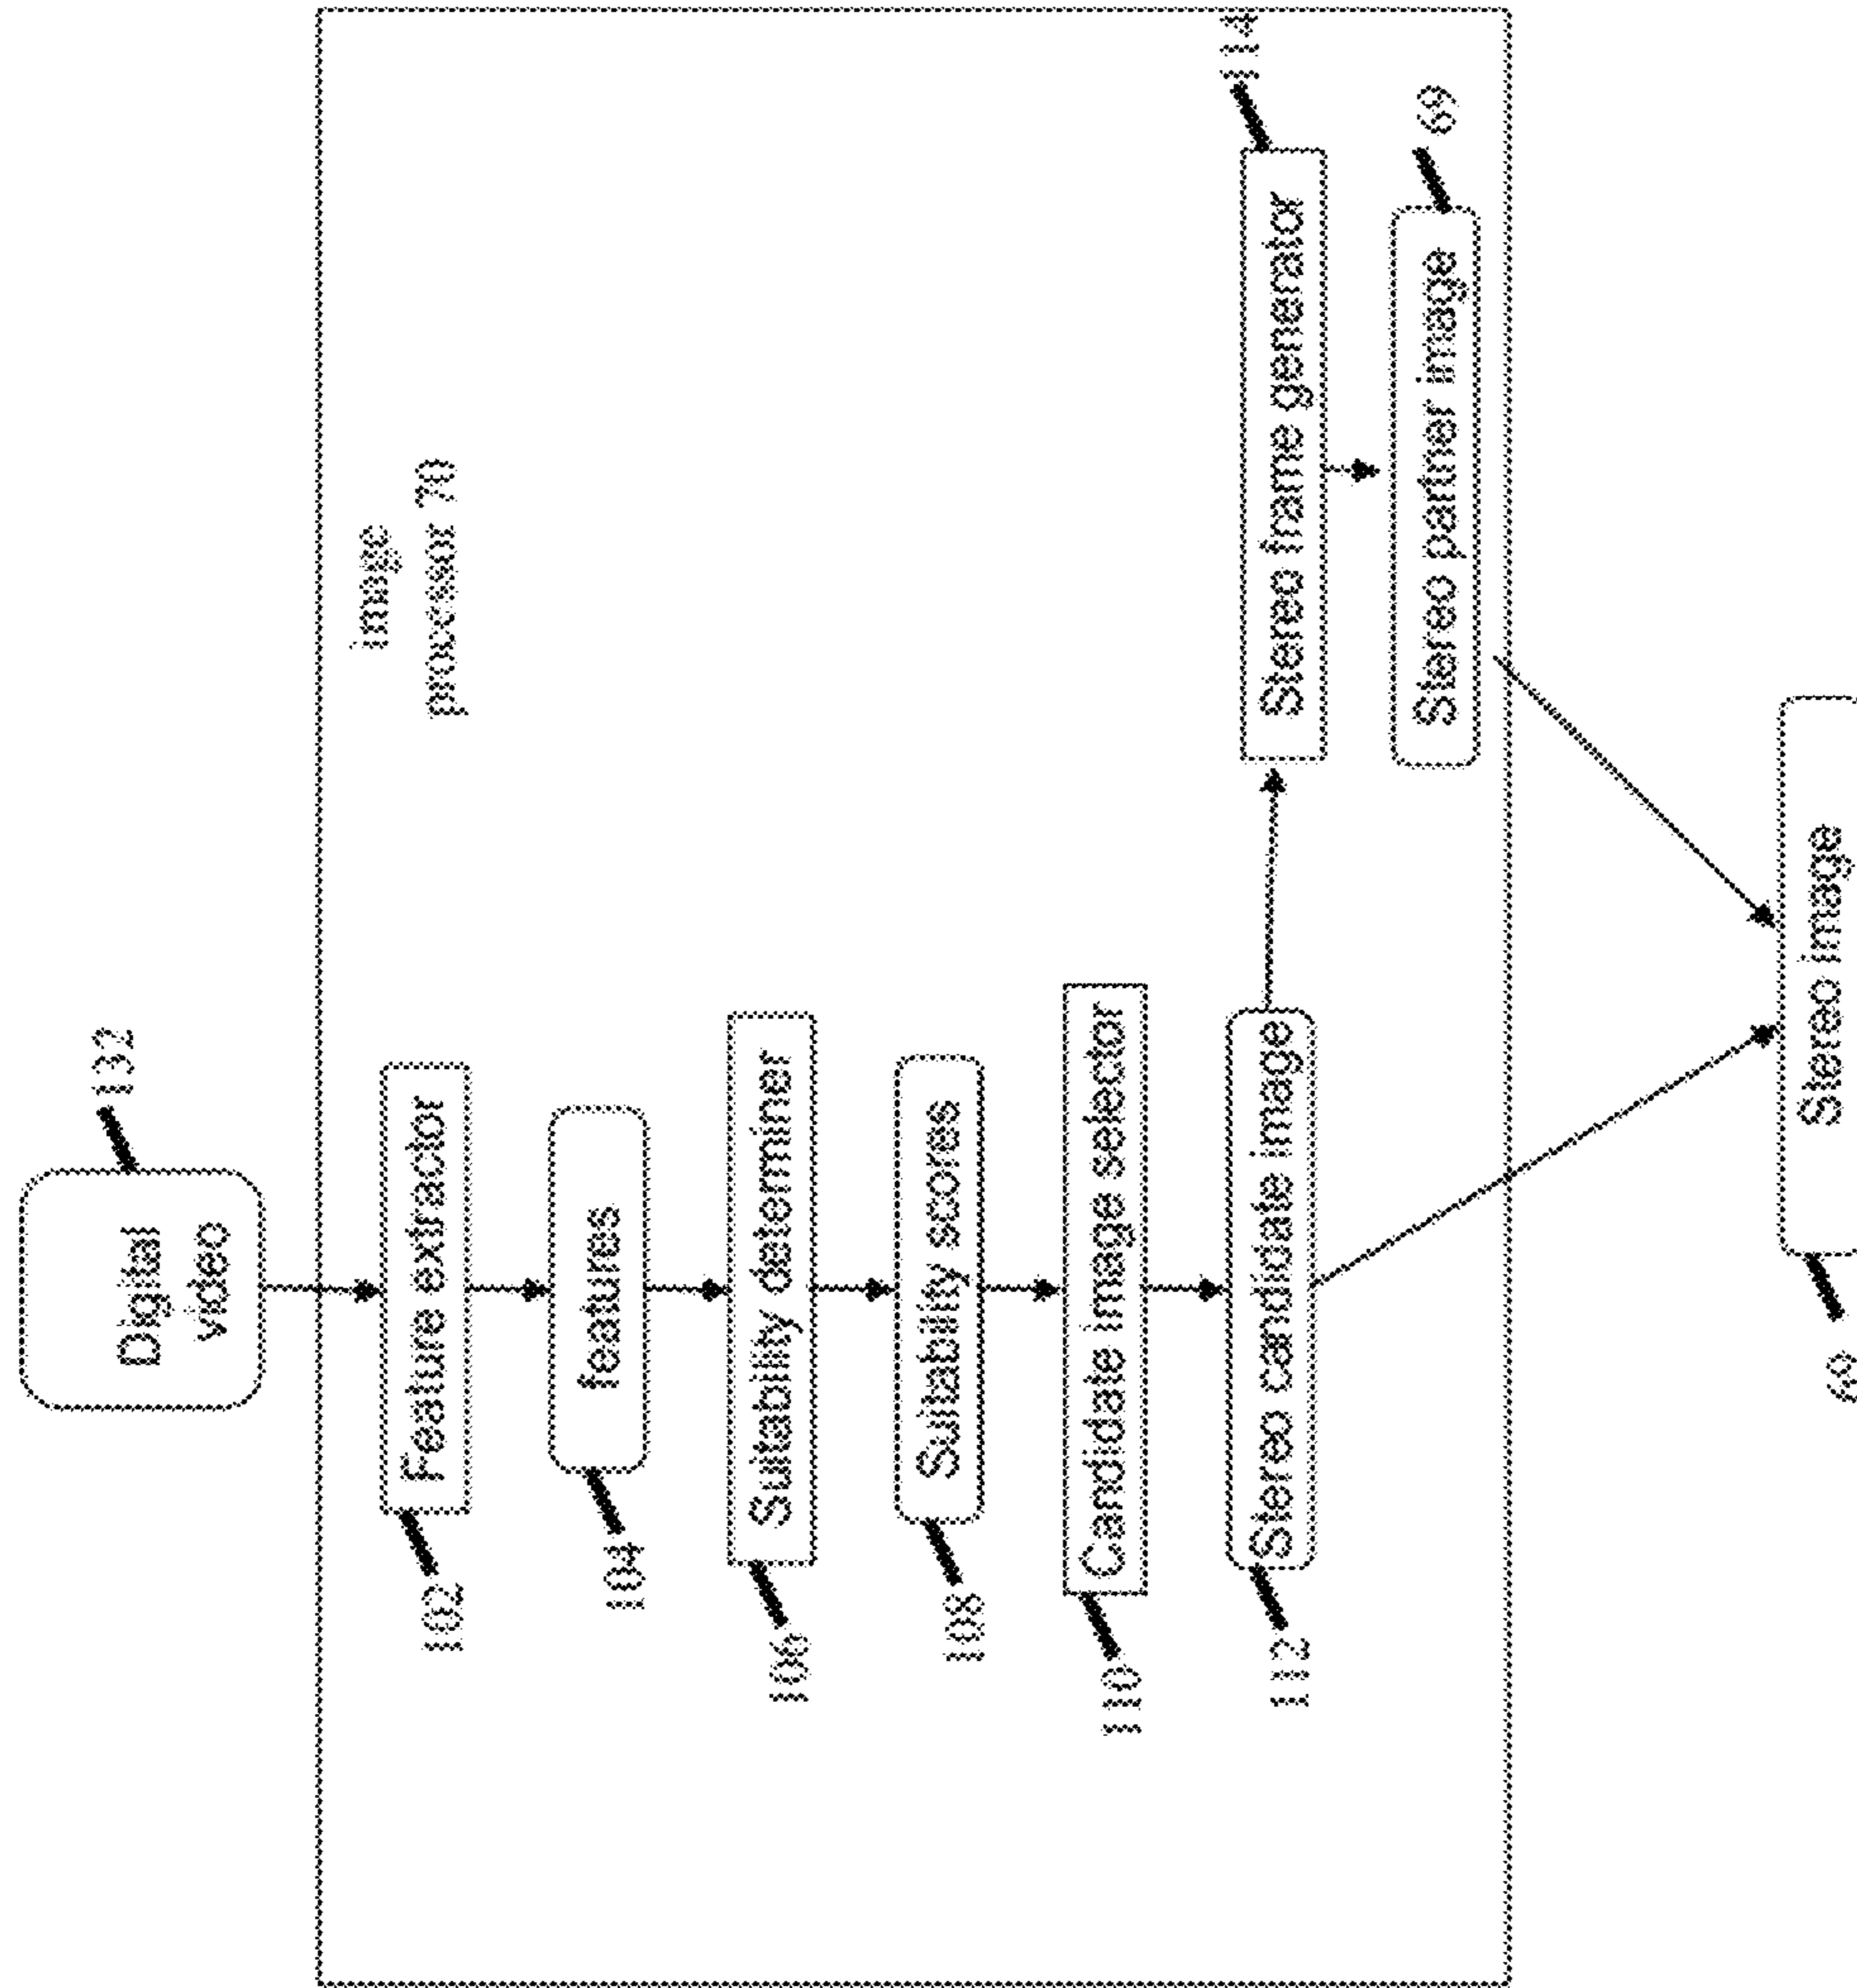 132
Digital
video
image
processor 70
Feature extractor
102
features
104
Suitability determiner
106
Suitability scores
108
Candidate image selector
110
114
Stereo candidate image
Stereo frame generator
112
69
Stereo partner image
Stereo image